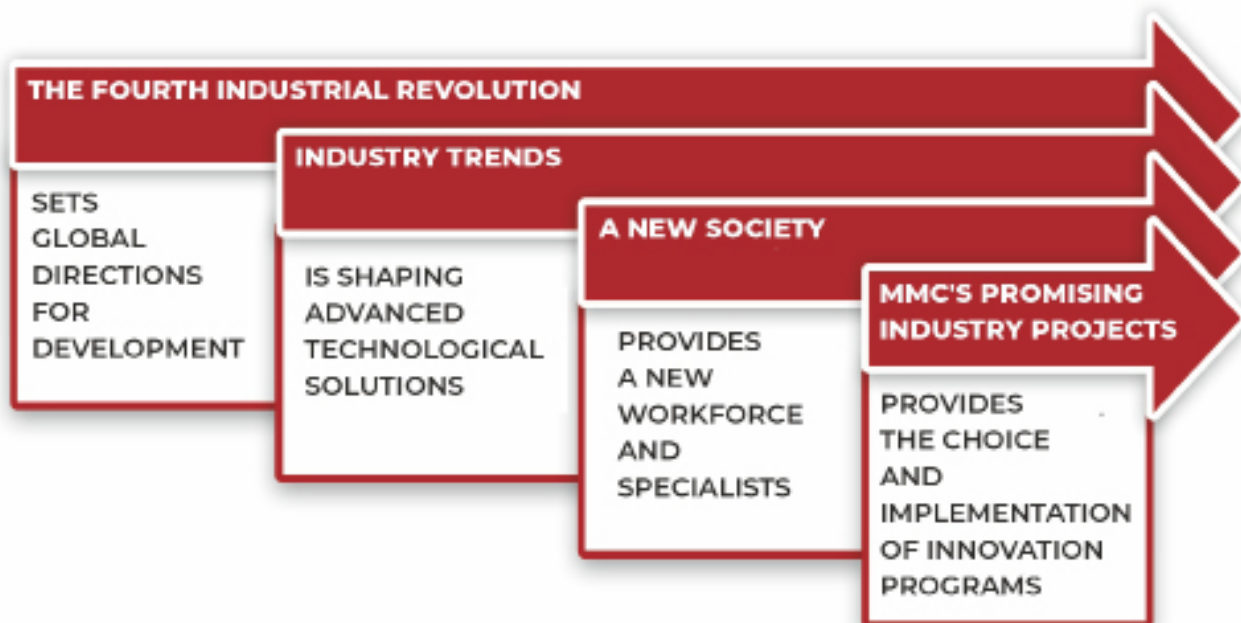 THE FOURTH INDUSTRIAL REVOLUTION
SETS
GLOBAL
DIRECTIONS
FOR
DEVELOPMENT
INDUSTRY TRENDS
IS SHAPING
ADVANCED
TECHNOLOGICAL
SOLUTIONS
A NEW SOCIETY
PROVIDES
A NEW
WORKFORCE
AND
SPECIALISTS
MMC'S PROMISING
INDUSTRY PROJECTS
PROVIDES
THE CHOICE
AND
IMPLEMENTATION
OF INNOVATION
PROGRAMS